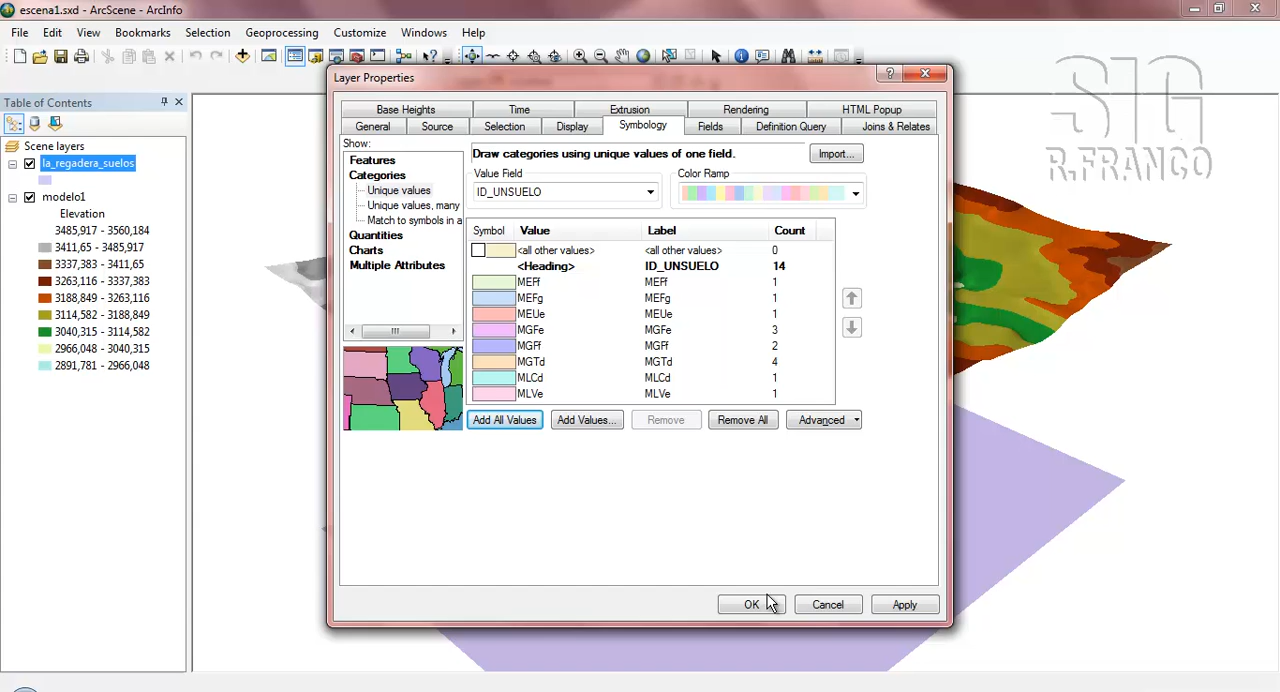 escena1.sxd - ArcScene - ArcInfo
File Edit View Bookmarks Selection Geoprocessing Customize Windows Help
SIG
R.FRANCO
Table of Contents
Scene layers
la_regadera_suelos
modelo1
Elevation
3485,917 - 3560,184
3411,65 - 3485,917
3337,383 - 3411,65
3263,116 - 3337,383
3188,849 - 3263,116
3114,582 - 3188,849
3040,315 - 3114,582
2966,048 - 3040,315
2891,781 - 2966,048
Layer Properties
Base Heights Time Extrusion Rendering HTML Popup
General Source Selection Display Symbology Fields Definition Query Joins & Relates
Show:
Features
Categories
Unique values
Unique values, many
Match to symbols in a
Quantities
Charts
Multiple Attributes
Draw categories using unique values of one field.
Import...
Value Field
ID_UNSUELO
Color Ramp
Symbol Value Label Count
<all other values> <all other values> 0
<Heading> ID_UNSUELO 14
MEFf MEFf 1
MEFg MEFg 1
MEUe MEUe 1
MGFe MGFe 3
MGFf MGFf 2
MGTd MGTd 4
MLCd MLCd 1
MLVe MLVe 1
Add All Values Add Values... Remove Remove All Advanced
OK Cancel Apply